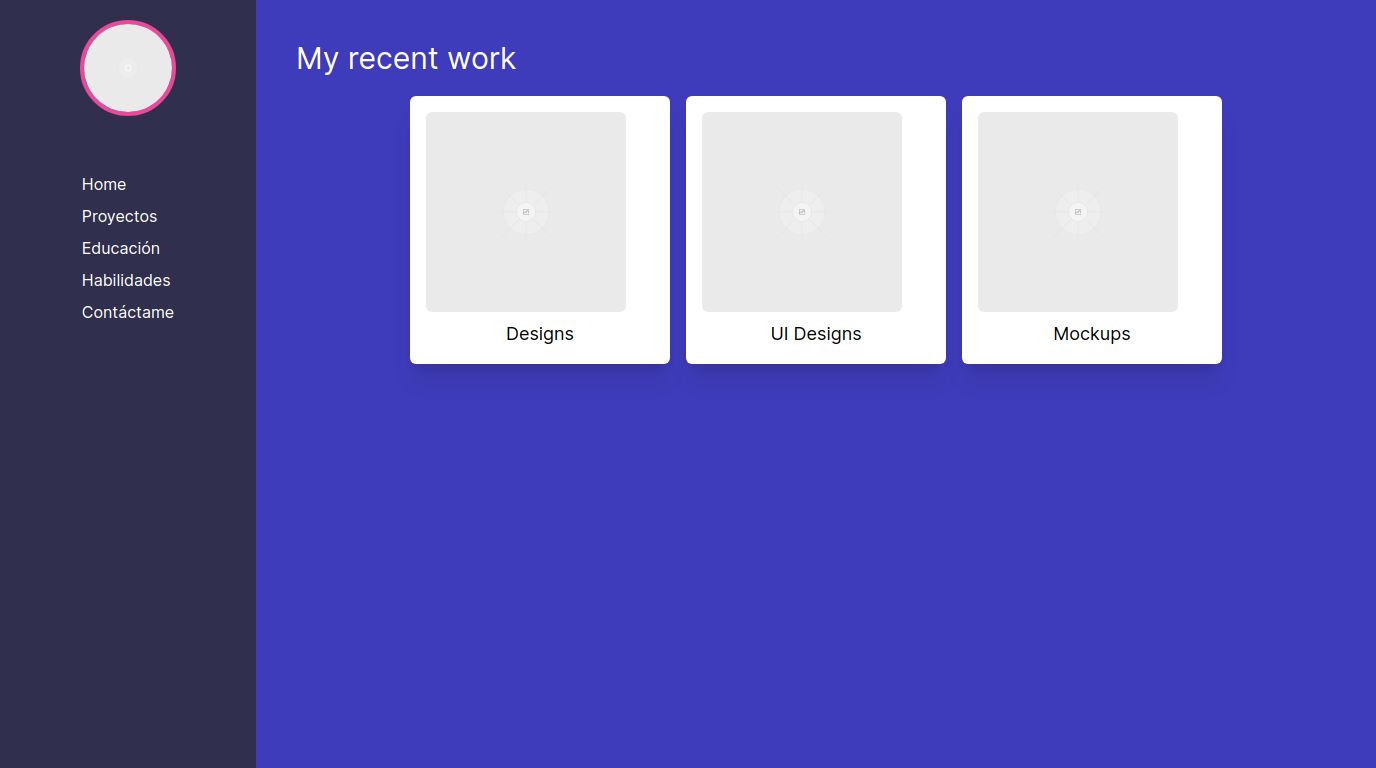 Home
Proyectos
Educación
Habilidades
Contáctame
My recent work
Designs
UI Designs
Mockups